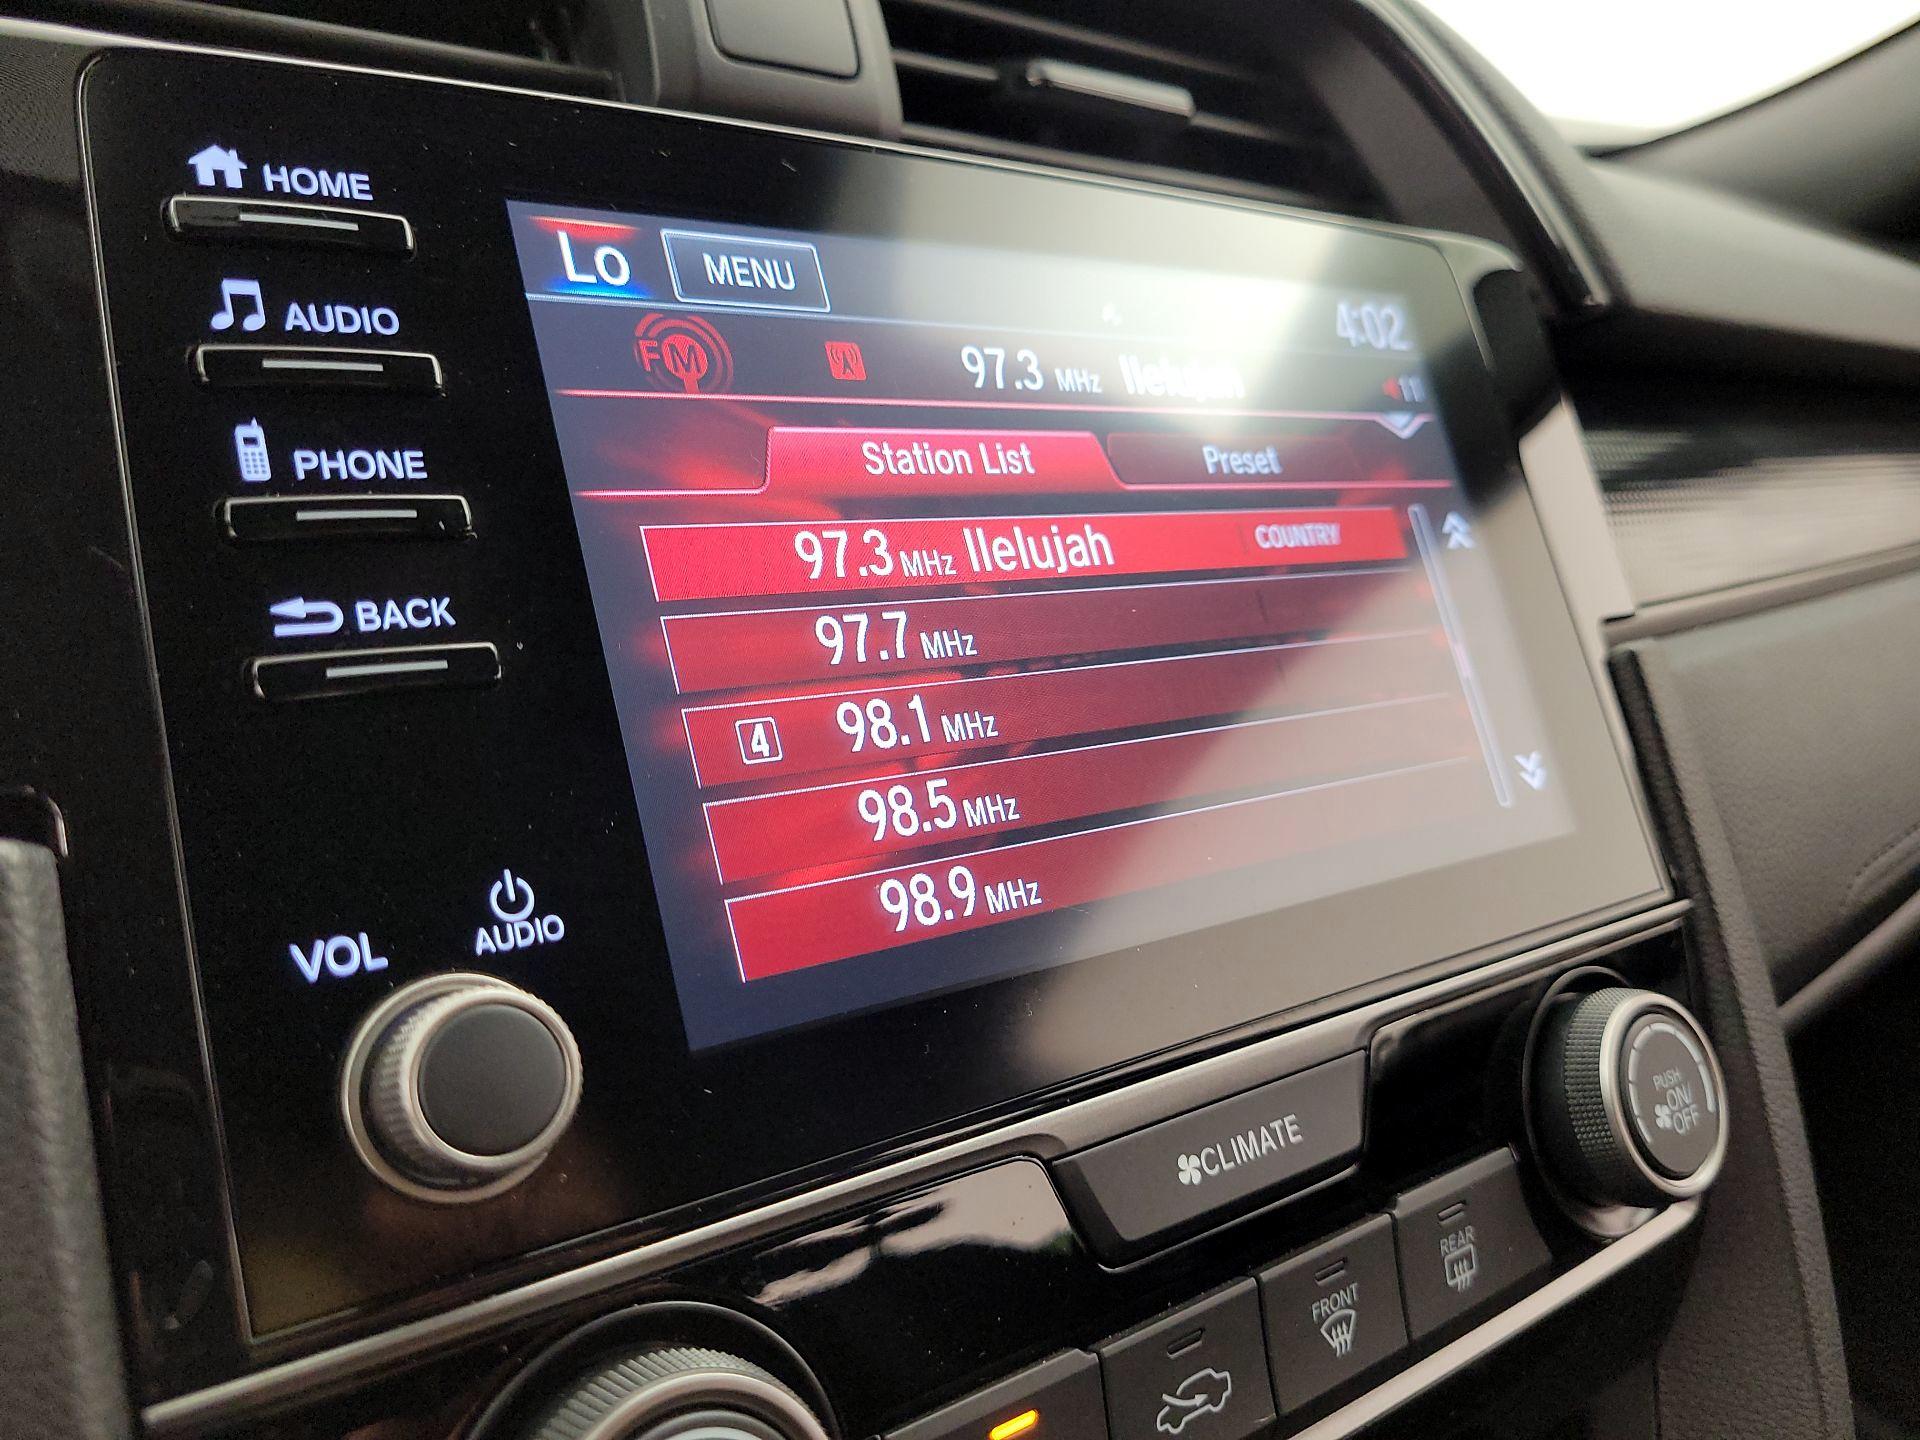 HOME
AUDIO
PHONE
BACK
VOL
AUDIO
Lo MENU
4:02
FM 97.3 MHz llelujah
11
Station List Preset
97.3 MHz llelujah COUNTRY
97.7 MHz
4 98.1 MHz
98.5 MHz
98.9 MHz
CLIMATE
PUSH
ON/
OFF
REAR
FRONT